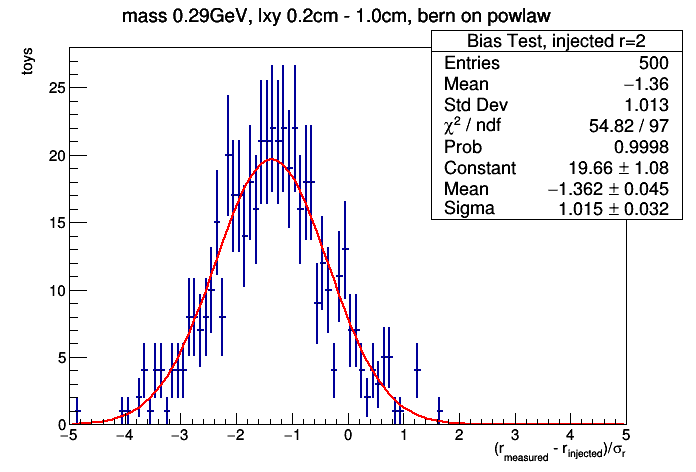 mass 0.29GeV, lxy 0.2cm - 1.0cm, bern on powlaw
toys
Bias Test, injected r=2
Entries 500
Mean −1.36
Std Dev 1.013
χ² / ndf 54.82 / 97
Prob 0.9998
Constant 19.66 ± 1.08
Mean −1.362 ± 0.045
Sigma 1.015 ± 0.032
25
20
15
10
5
0
−5 −4 −3 −2 −1 0 1 2 3 4 5
(r_measured - r_injected)/σ_r